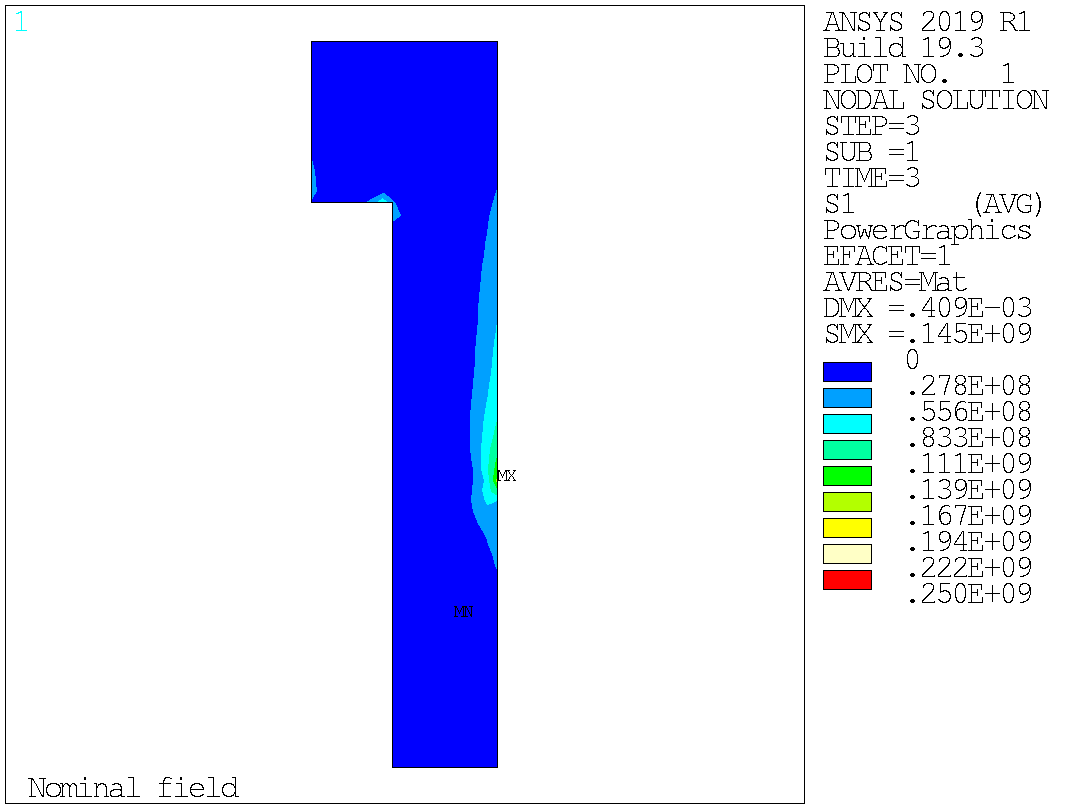 1
ANSYS 2019 R1
Build 19.3
PLOT NO. 1
NODAL SOLUTION
STEP=3
SUB =1
TIME=3
S1 (AVG)
PowerGraphics
EFACET=1
AVRES=Mat
DMX =.409E-03
SMX =.145E+09
0
.278E+08
.556E+08
.833E+08
.111E+09
.139E+09
.167E+09
.194E+09
.222E+09
.250E+09
MX
MN
Nominal field